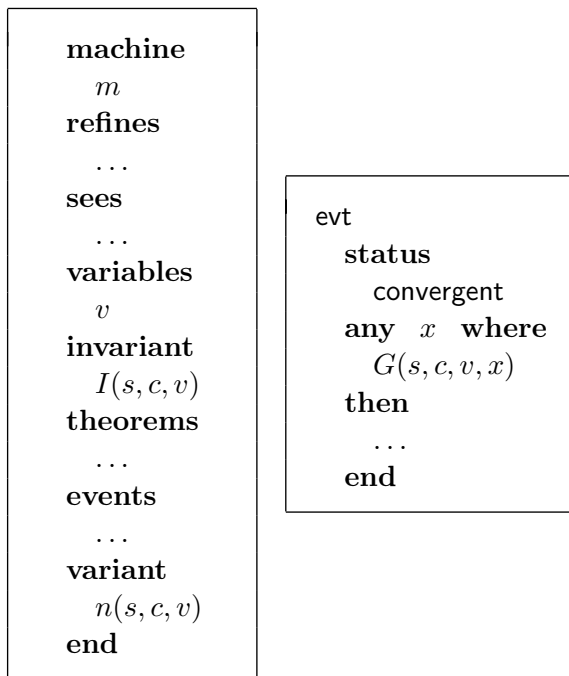 machine
m
refines
. . .
sees
. . .
variables
v
invariant
I(s, c, v)
theorems
. . .
events
. . .
variant
n(s, c, v)
end
evt
status
convergent
any x where
G(s, c, v, x)
then
. . .
end